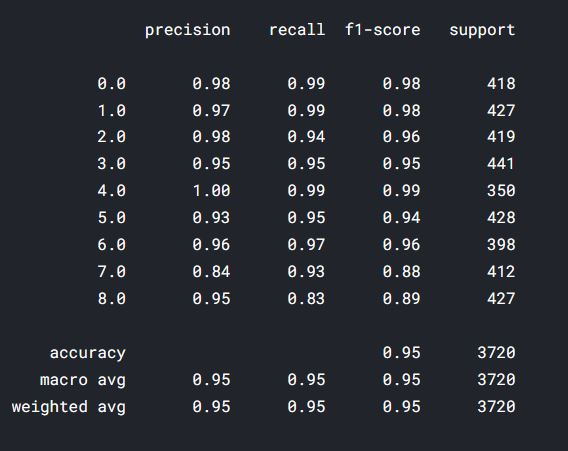 precision recall f1-score support
0.0 0.98 0.99 0.98 418
1.0 0.97 0.99 0.98 427
2.0 0.98 0.94 0.96 419
3.0 0.95 0.95 0.95 441
4.0 1.00 0.99 0.99 350
5.0 0.93 0.95 0.94 428
6.0 0.96 0.97 0.96 398
7.0 0.84 0.93 0.88 412
8.0 0.95 0.83 0.89 427
accuracy 0.95 3720
macro avg 0.95 0.95 0.95 3720
weighted avg 0.95 0.95 0.95 3720